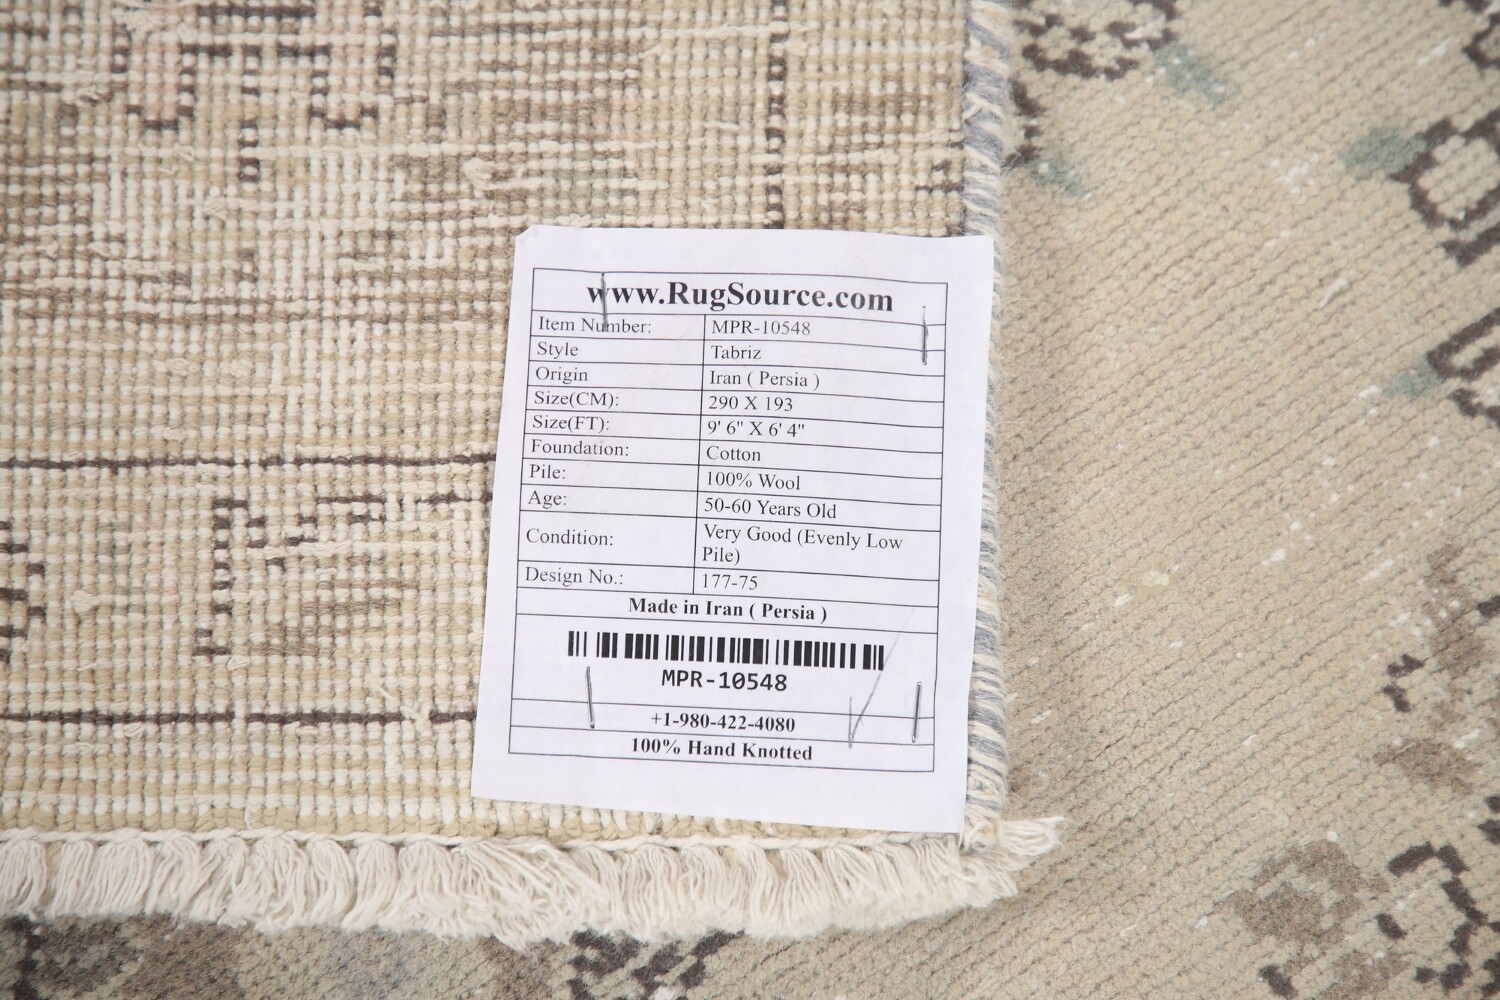 www.RugSource.com
Item Number: MPR-10548
Style Tabriz
Origin Iran ( Persia )
Size(CM): 290 X 193
Size(FT): 9' 6" X 6' 4"
Foundation: Cotton
Pile: 100% Wool
Age: 50-60 Years Old
Condition: Very Good (Evenly Low
Pile)
Design No.: 177-75
Made in Iran ( Persia )
MPR-10548
+1-980-422-4080
100% Hand Knotted